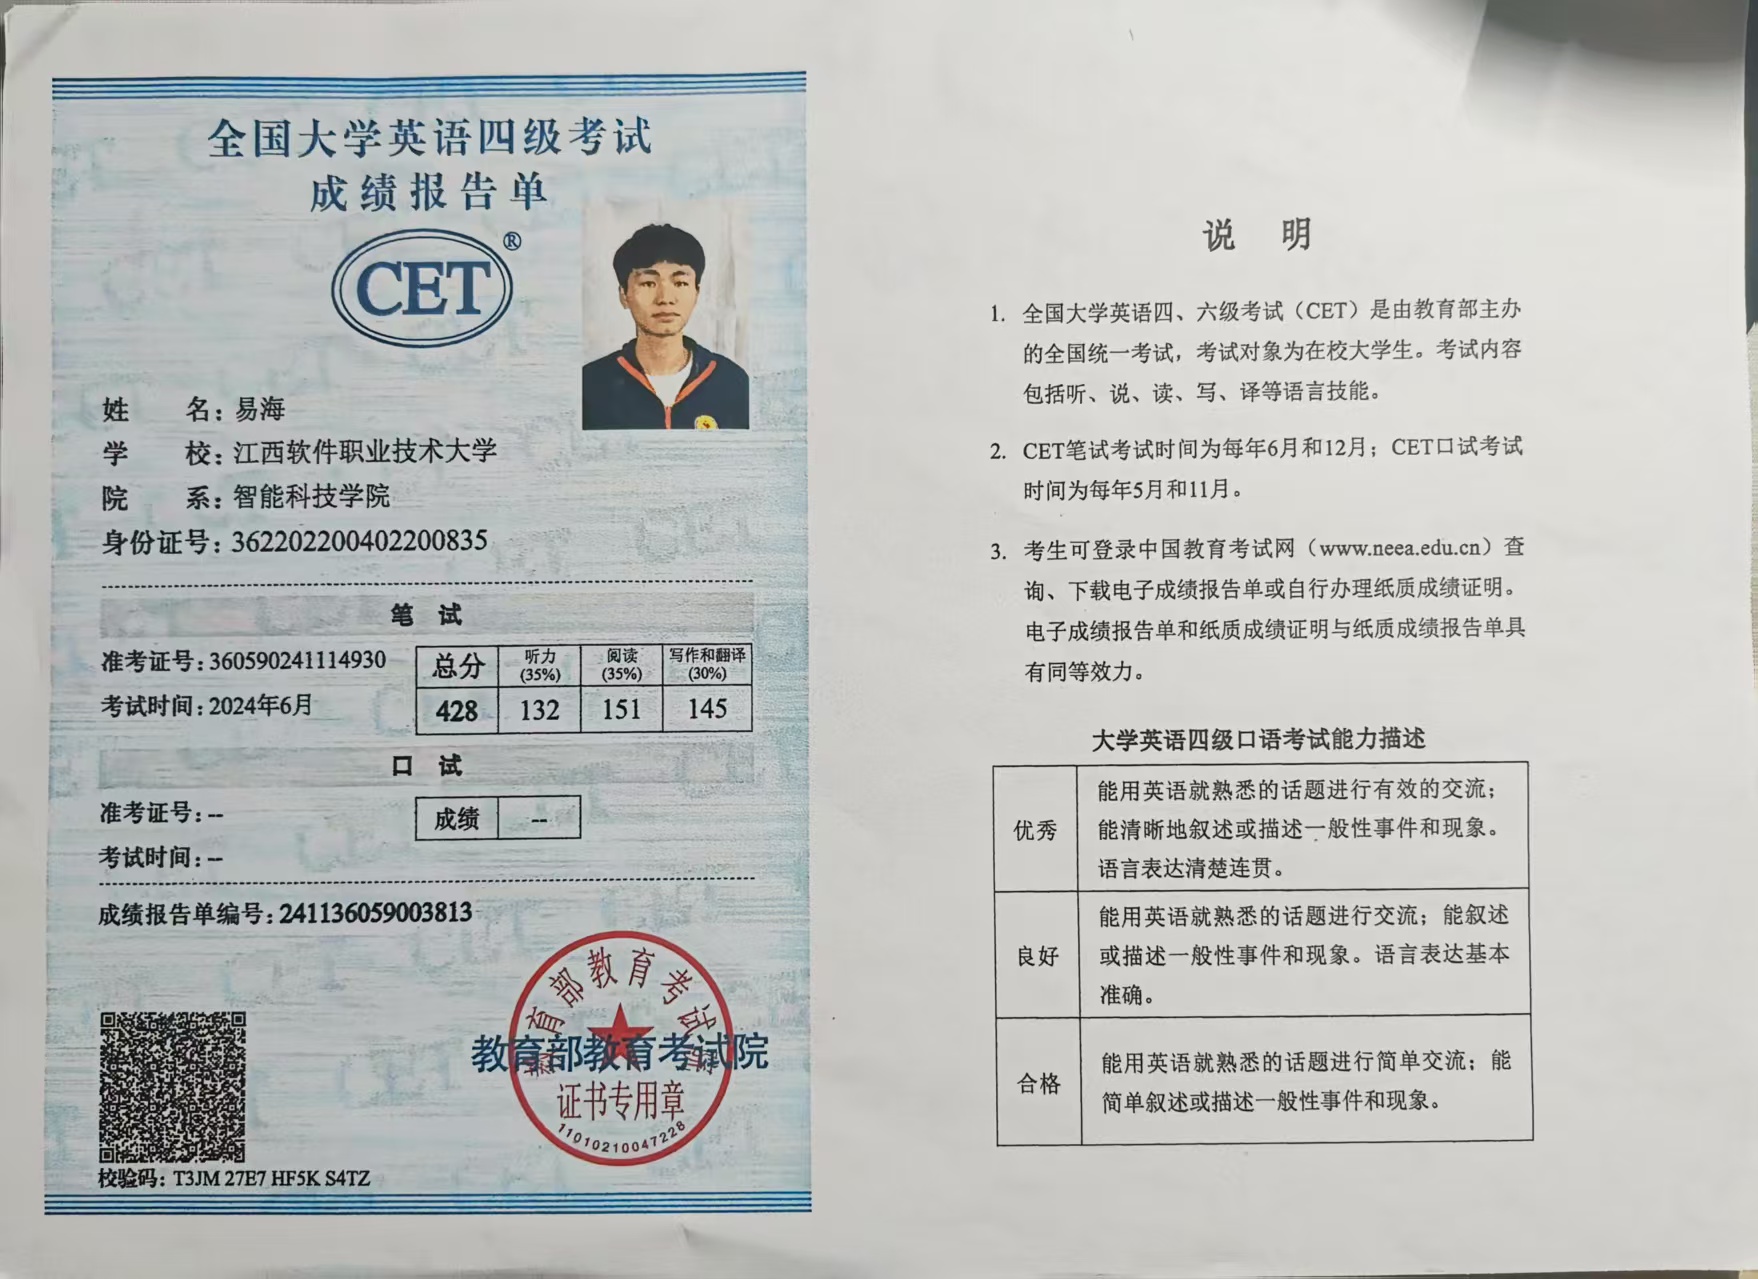 全国大学英语四级考试
成绩报告单
CET®
姓 名：易海
学 校：江西软件职业技术大学
院 系：智能科技学院
身份证号：362202200402200835
笔 试
准考证号：360590241114930
考试时间：2024年6月
总分 听力(35%) 阅读(35%) 写作和翻译(30%)
428 132 151 145
口 试
准考证号：--
考试时间：--
成绩 --
成绩报告单编号：241136059003813
教育部教育考试院
教育部教育考试院
证书专用章
11010210047228
校验码：T3JM 27E7 HF5K S4TZ
说 明
1. 全国大学英语四、六级考试（CET）是由教育部主办
的全国统一考试，考试对象为在校大学生。考试内容
包括听、说、读、写、译等语言技能。
2. CET笔试考试时间为每年6月和12月；CET口试考试
时间为每年5月和11月。
3. 考生可登录中国教育考试网（www.neea.edu.cn）查
询、下载电子成绩报告单或自行办理纸质成绩证明。
电子成绩报告单和纸质成绩证明与纸质成绩报告单具
有同等效力。
大学英语四级口语考试能力描述
优秀
能用英语就熟悉的话题进行有效的交流；
能清晰地叙述或描述一般性事件和现象。
语言表达清楚连贯。
良好
能用英语就熟悉的话题进行交流；能叙述
或描述一般性事件和现象。语言表达基本
准确。
合格
能用英语就熟悉的话题进行简单交流；能
简单叙述或描述一般性事件和现象。